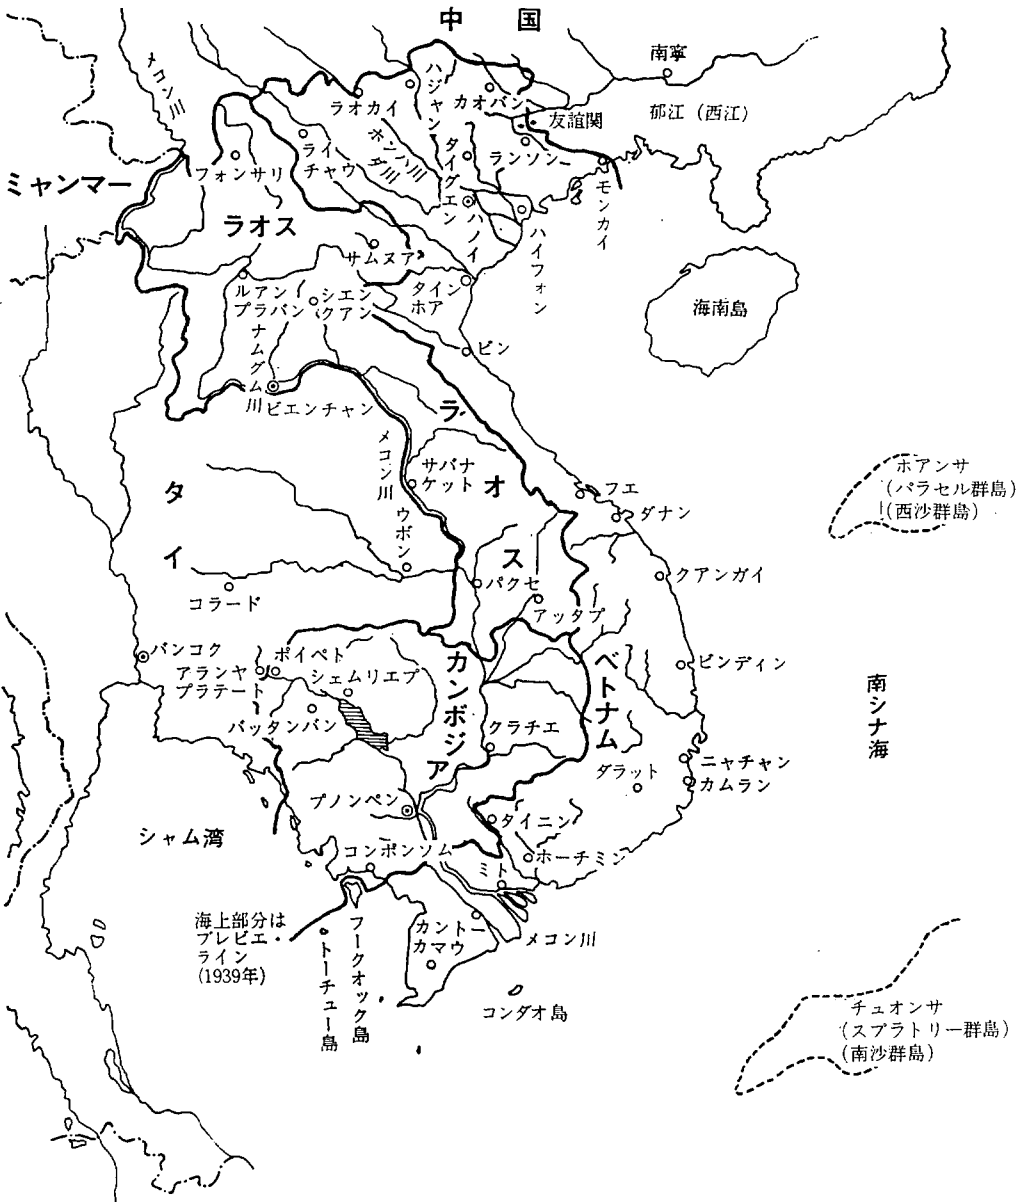 中国
南寧
メコン川
ラオカイ
ハジャン
カオバン
友誼関
郁江（西江）
ホンハ川
ライ
チャウ
タイグエン
ランソン
フォンサリ
ミャンマー
モンカイ
ラオス
ハノイ
ハイフォン
サムヌア
タイン
ホア
ルアン
プラバン
シエン
クアン
海南島
ナムグム川
ビン
ビエンチャン
メコン川
ラオス
サバナ
ケット
タイ
ホアンサ
（パラセル群島）
（西沙群島）
フエ
ダナン
ウボン
パクセ
クアンガイ
コラード
アッタプ
バンコク
ポイペト
アランヤ
プラテート
シェムリエプ
カンボジア
ベトナム
ビンディン
南シナ海
バッタンバン
クラチエ
ダラット
ニャチャン
カムラン
プノンペン
タイニン
シャム湾
コンポンソム
ホーチミン
ミト
海上部分は
ブレビエ・
ライン
（1939年）
フークオック島
トーチュー島
カントー
カマウ
メコン川
コンダオ島
チュオンサ
（スプラトリー群島）
（南沙群島）